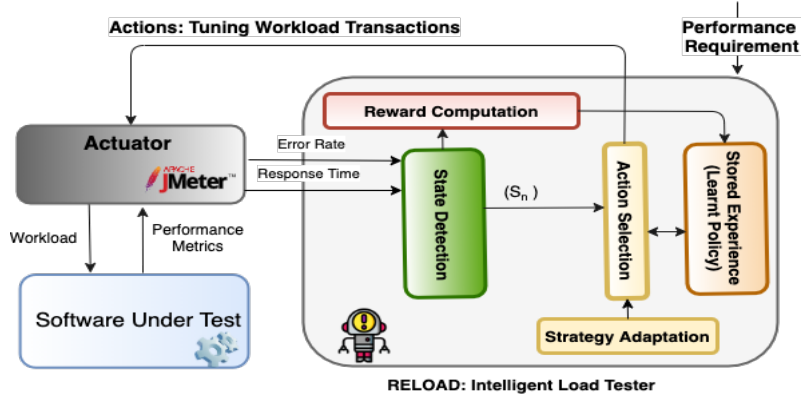 Actions: Tuning Workload Transactions
Performance
Requirement
Reward Computation
Actuator
APACHE
JMeter™
Error Rate
Response Time
State Detection
(Sn )
Action Selection
Stored Experience
(Learnt Policy)
Workload
Performance
Metrics
Software Under Test
Strategy Adaptation
RELOAD: Intelligent Load Tester